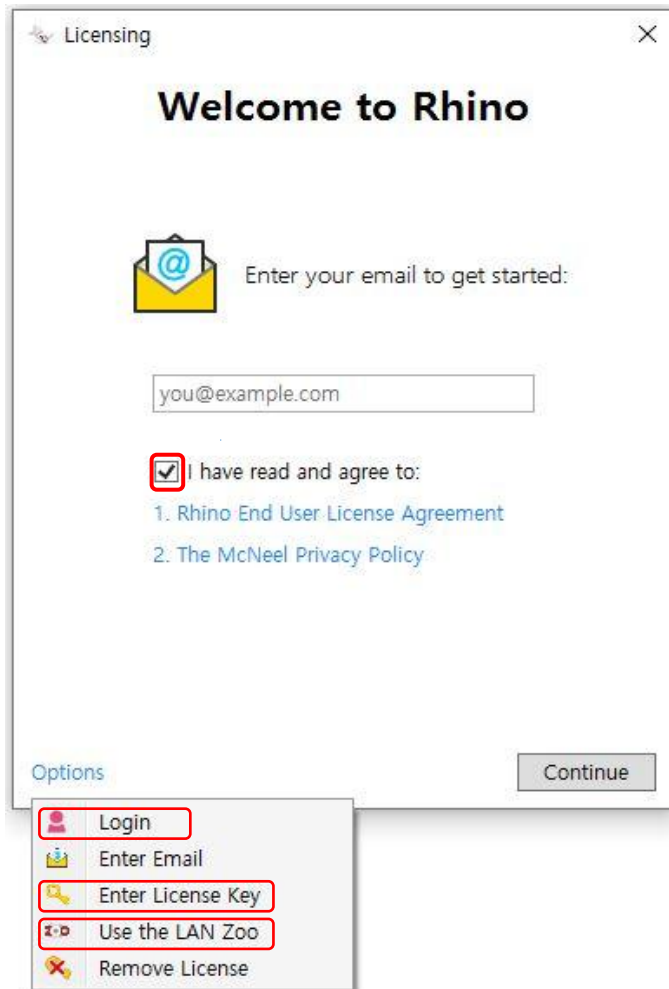 Licensing
Welcome to Rhino
@
Enter your email to get started:
you@example.com
I have read and agree to:
1. Rhino End User License Agreement
2. The McNeel Privacy Policy
Options
Continue
Login
Enter Email
Enter License Key
Use the LAN Zoo
Remove License